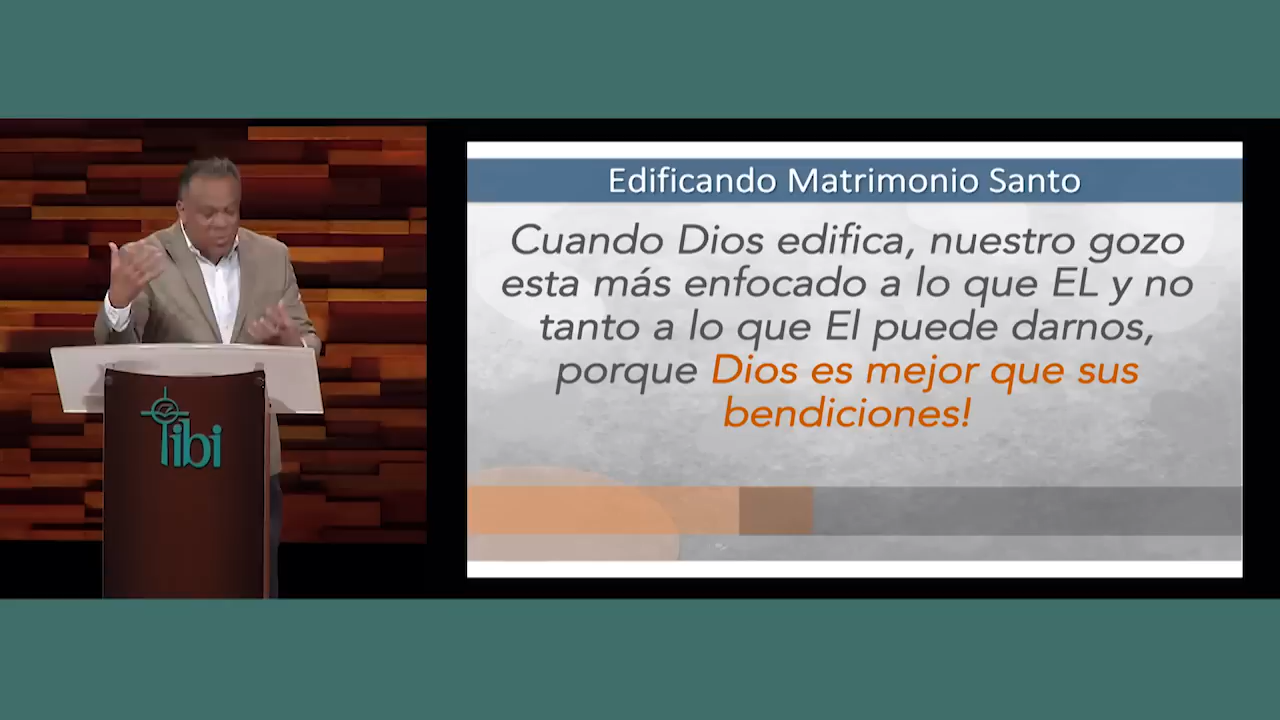 Edificando Matrimonio Santo
Cuando Dios edifica, nuestro gozo
esta más enfocado a lo que EL y no
tanto a lo que El puede darnos,
porque Dios es mejor que sus
bendiciones!
ibi